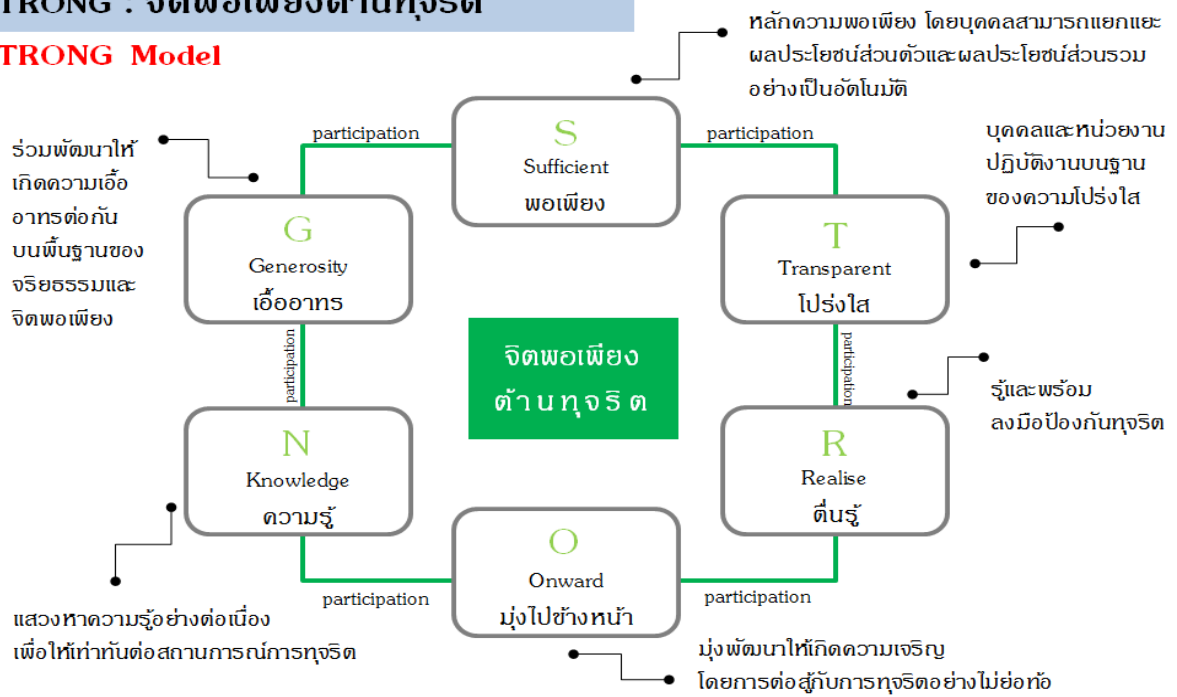 TRONG : จิตพอเพียงต้านทุจริต
TRONG Model
หลักความพอเพียง โดยบุคคลสามารถแยกแยะ
ผลประโยชน์ส่วนตัวและผลประโยชน์ส่วนรวม
อย่างเป็นอัตโนมัติ
participation
S
Sufficient
พอเพียง
participation
ร่วมพัฒนาให้
เกิดความเอื้อ
อาทรต่อกัน
บนพื้นฐานของ
จริยธรรมและ
จิตพอเพียง
บุคคลและหน่วยงาน
ปฏิบัติงานบนฐาน
ของความโปร่งใส
G
Generosity
เอื้ออาทร
T
Transparent
โปร่งใส
participation
จิตพอเพียง
ต้านทุจริต
participation
รู้และพร้อม
ลงมือป้องกันทุจริต
N
Knowledge
ความรู้
R
Realise
ตื่นรู้
participation
O
Onward
มุ่งไปข้างหน้า
participation
แสวงหาความรู้อย่างต่อเนื่อง
เพื่อให้เท่าทันต่อสถานการณ์การทุจริต
มุ่งพัฒนาให้เกิดความเจริญ
โดยการต่อสู้กับการทุจริตอย่างไม่ย่อท้อ